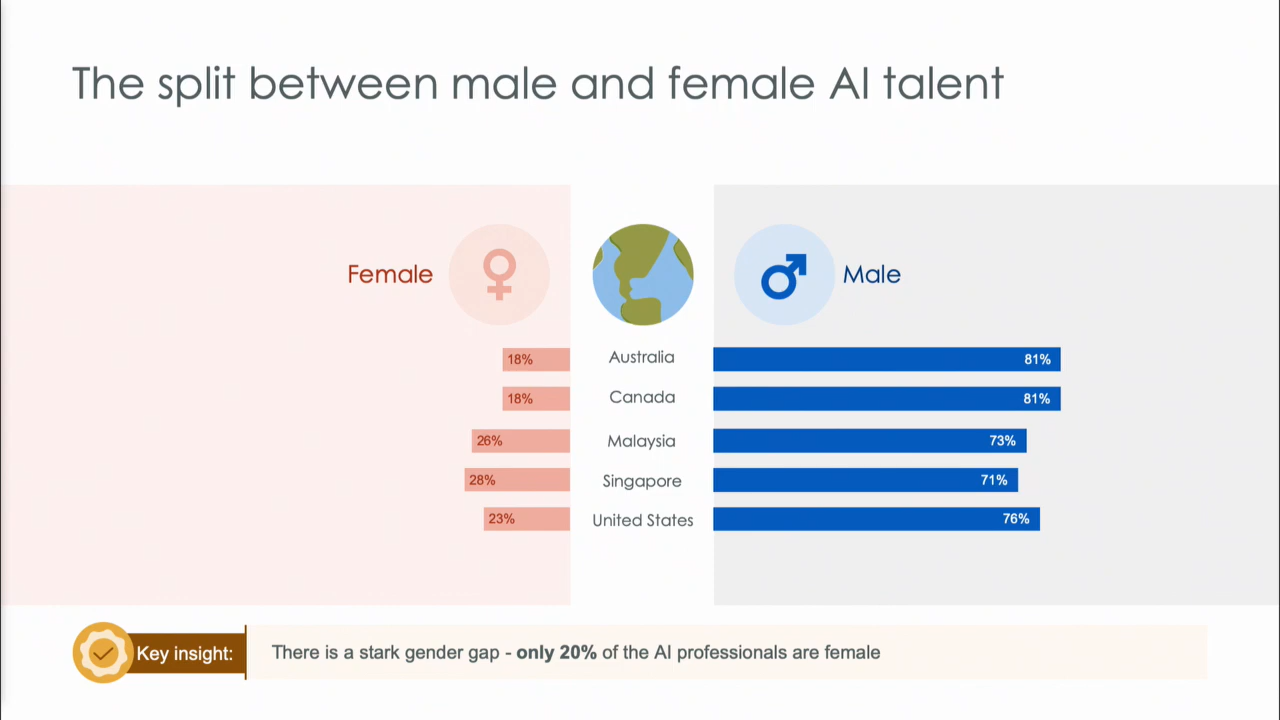 The split between male and female AI talent
Female
Male
18% Australia 81%
18% Canada 81%
26% Malaysia 73%
28% Singapore 71%
23% United States 76%
Key insight: There is a stark gender gap - only 20% of the AI professionals are female